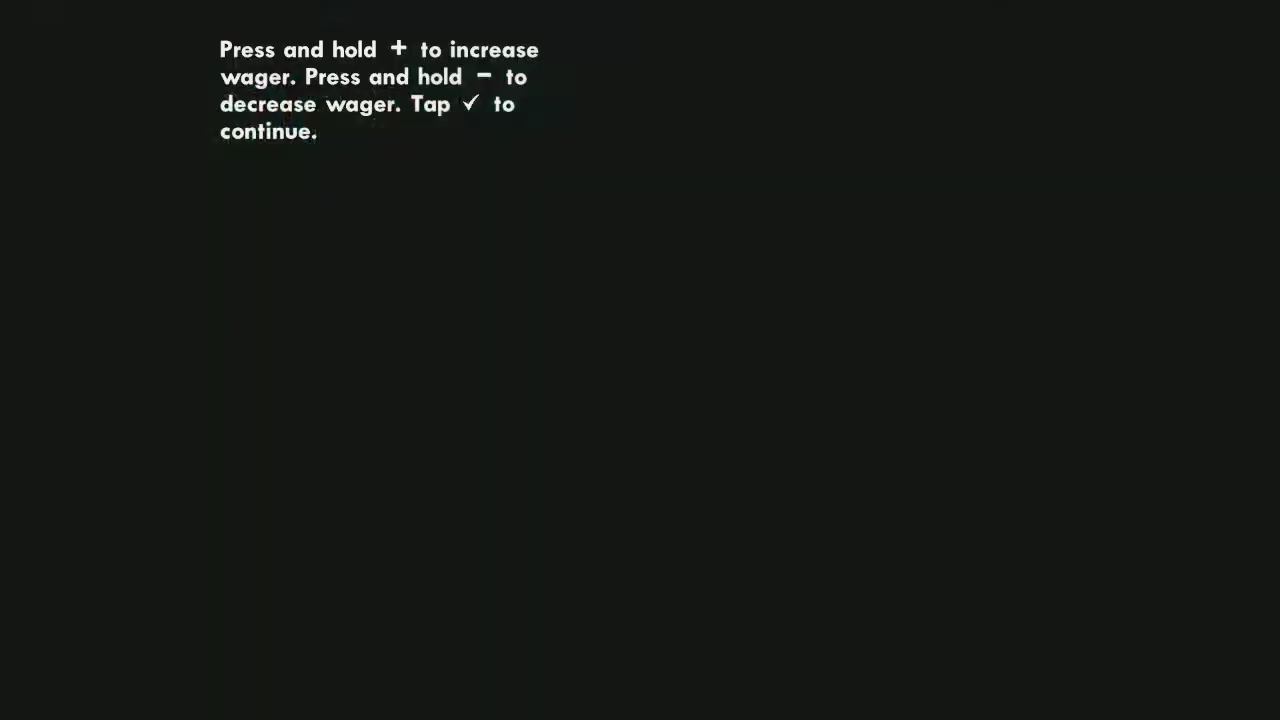 Press and hold + to increase
wager. Press and hold - to
decrease wager. Tap ✓ to
continue.